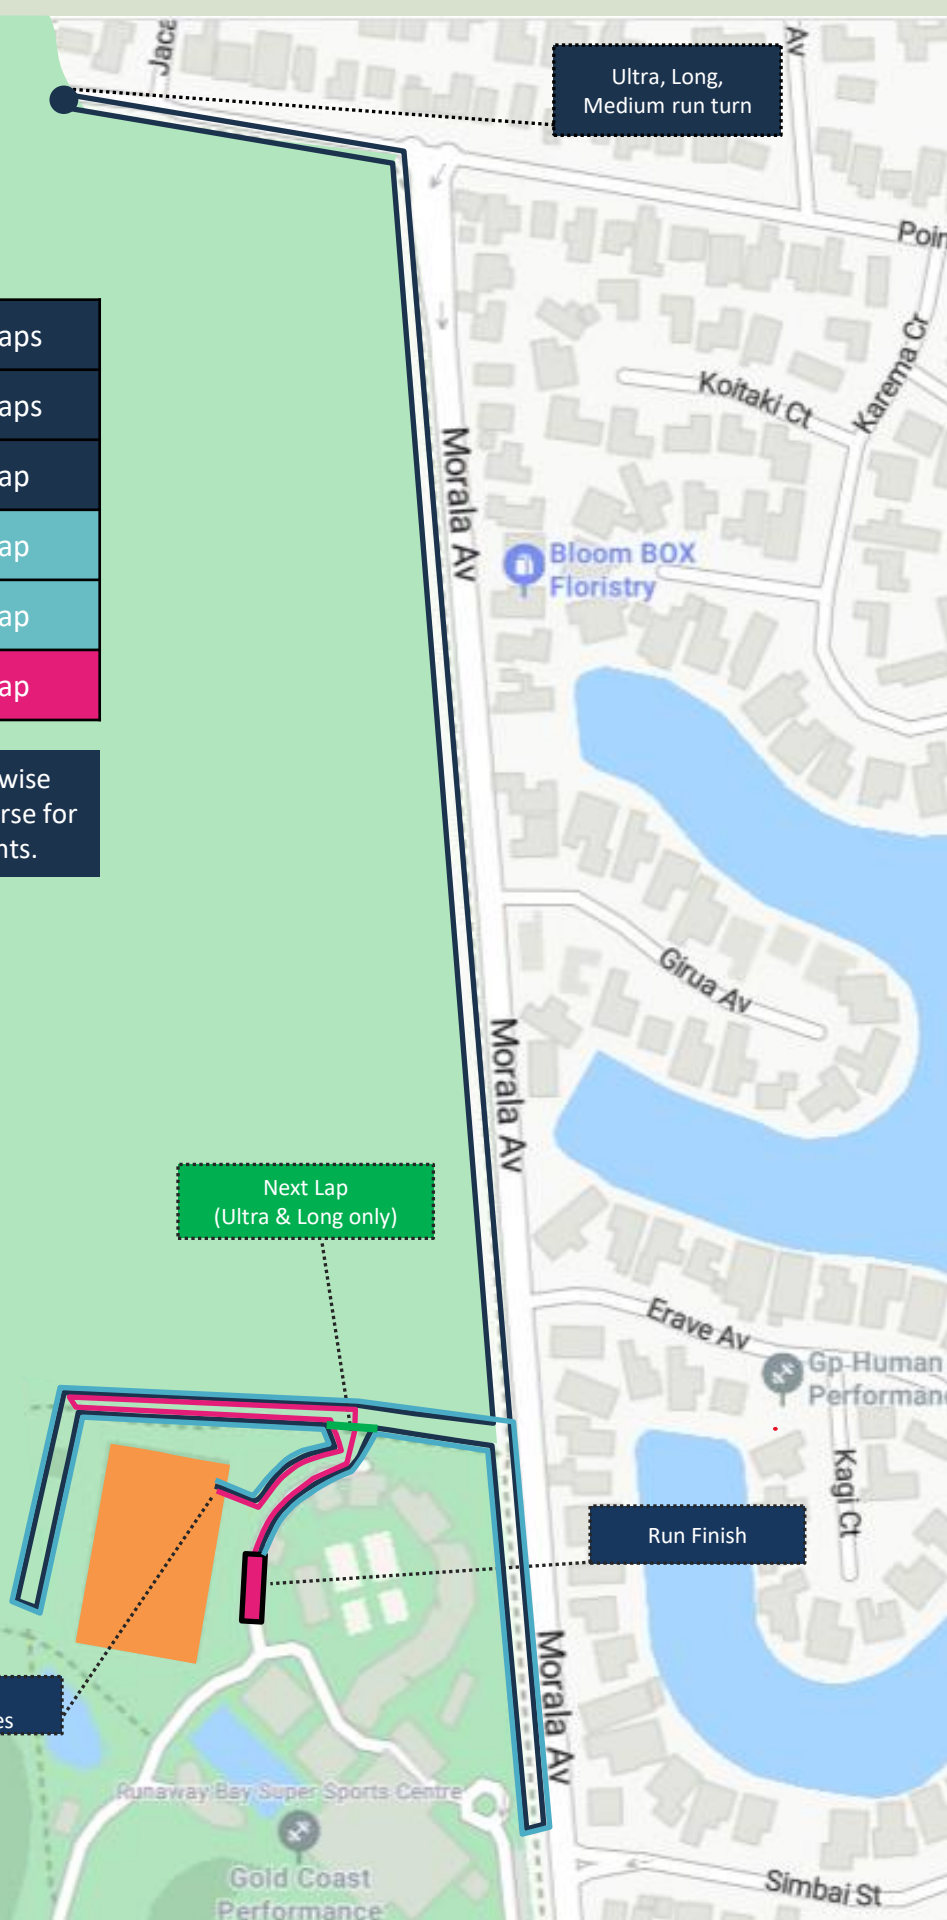 Jaca
Av
Ultra, Long,
Medium run turn
Poin
aps
aps
ap
ap
ap
ap
Koitaki Ct
Karema Cr
Morala Av
Bloom BOX
Floristry
wise
rse for
nts.
Girua Av
Morala Av
Next Lap
(Ultra & Long only)
Erave Av
Gp-Human
Performanc
Kagi Ct
Run Finish
Morala Av
es
Runaway Bay Super Sports Centre
Gold Coast
Performance
Simbai St